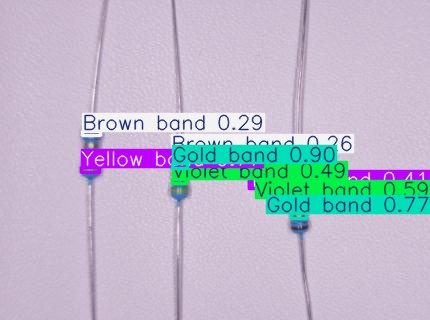 Brown band 0.29
Brown band 0.26
Gold band 0.90
Yellow ba
Violet band 0.49
nd 0.41
Violet band 0.59
Gold band 0.77